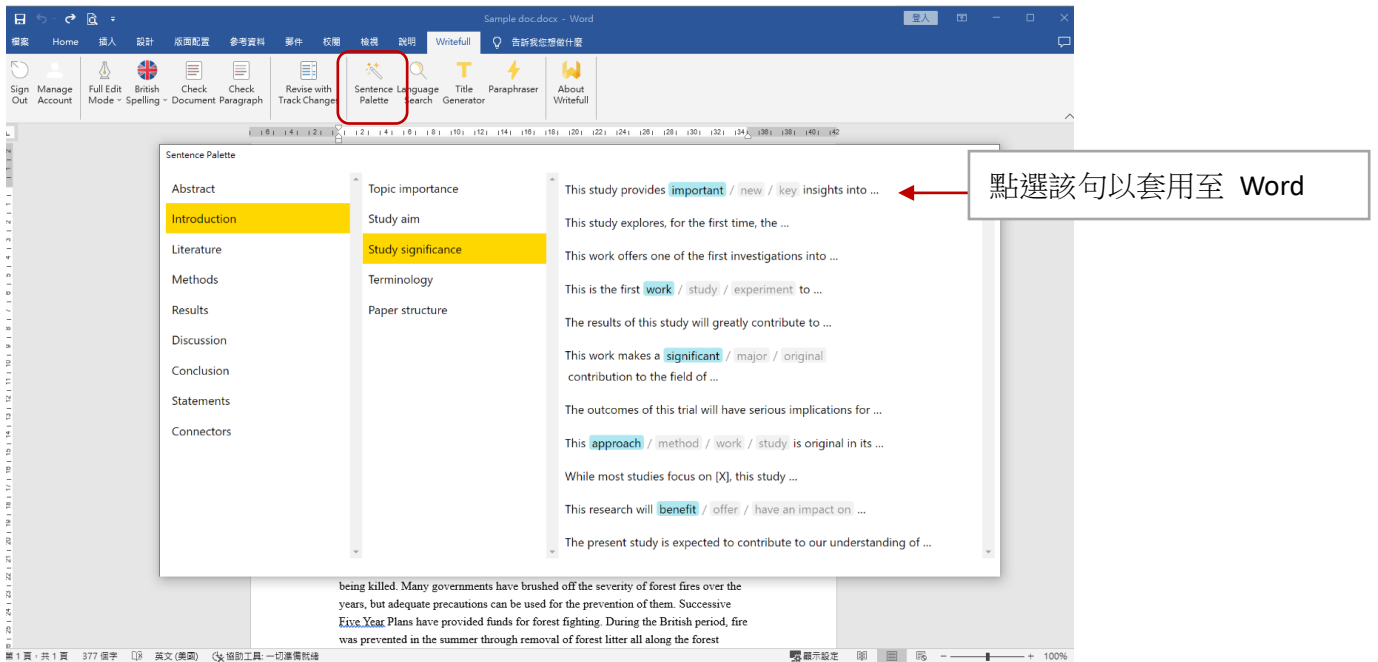 Sample doc.docx - Word
登入
檔案 Home 插入 設計 版面配置 參考資料 郵件 校閱 檢視 說明 Writefull 告訴我您想做什麼
Sign Out
Manage Account
Full Edit Mode
British Spelling
Check Document
Check Paragraph
Revise with Track Changes
Sentence Palette
Language Search
Title Generator
Paraphraser
About Writefull
Sentence Palette
Abstract
Introduction
Literature
Methods
Results
Discussion
Conclusion
Statements
Connectors
Topic importance
Study aim
Study significance
Terminology
Paper structure
This study provides important / new / key insights into ...
This study explores, for the first time, the ...
This work offers one of the first investigations into ...
This is the first work / study / experiment to ...
The results of this study will greatly contribute to ...
This work makes a significant / major / original
contribution to the field of ...
The outcomes of this trial will have serious implications for ...
This approach / method / work / study is original in its ...
While most studies focus on [X], this study ...
This research will benefit / offer / have an impact on ...
The present study is expected to contribute to our understanding of ...
點選該句以套用至 Word
being killed. Many governments have brushed off the severity of forest fires over the
years, but adequate precautions can be used for the prevention of them. Successive
Five Year Plans have provided funds for forest fighting. During the British period, fire
was prevented in the summer through removal of forest litter all along the forest
第 1 頁，共 1 頁 377 個字 英文 (美國) 協助工具: 一切準備就緒 顯示設定 100%